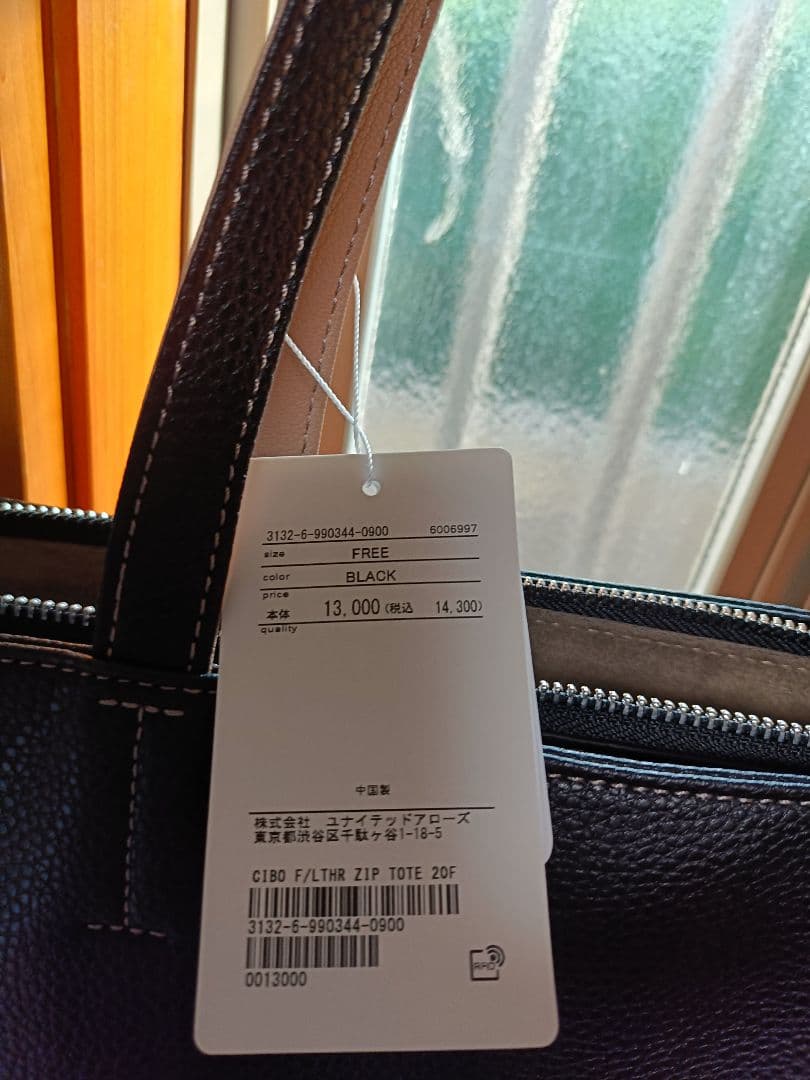 3132-6-990344-0900 6006997
size FREE
color BLACK
price
本体 13,000(税込 14,300)
quality
中国製
株式会社 ユナイテッドアローズ
東京都渋谷区千駄ケ谷1-18-5
CIBO F/LTHR ZIP TOTE 20F
3132-6-990344-0900
0013000
RFID